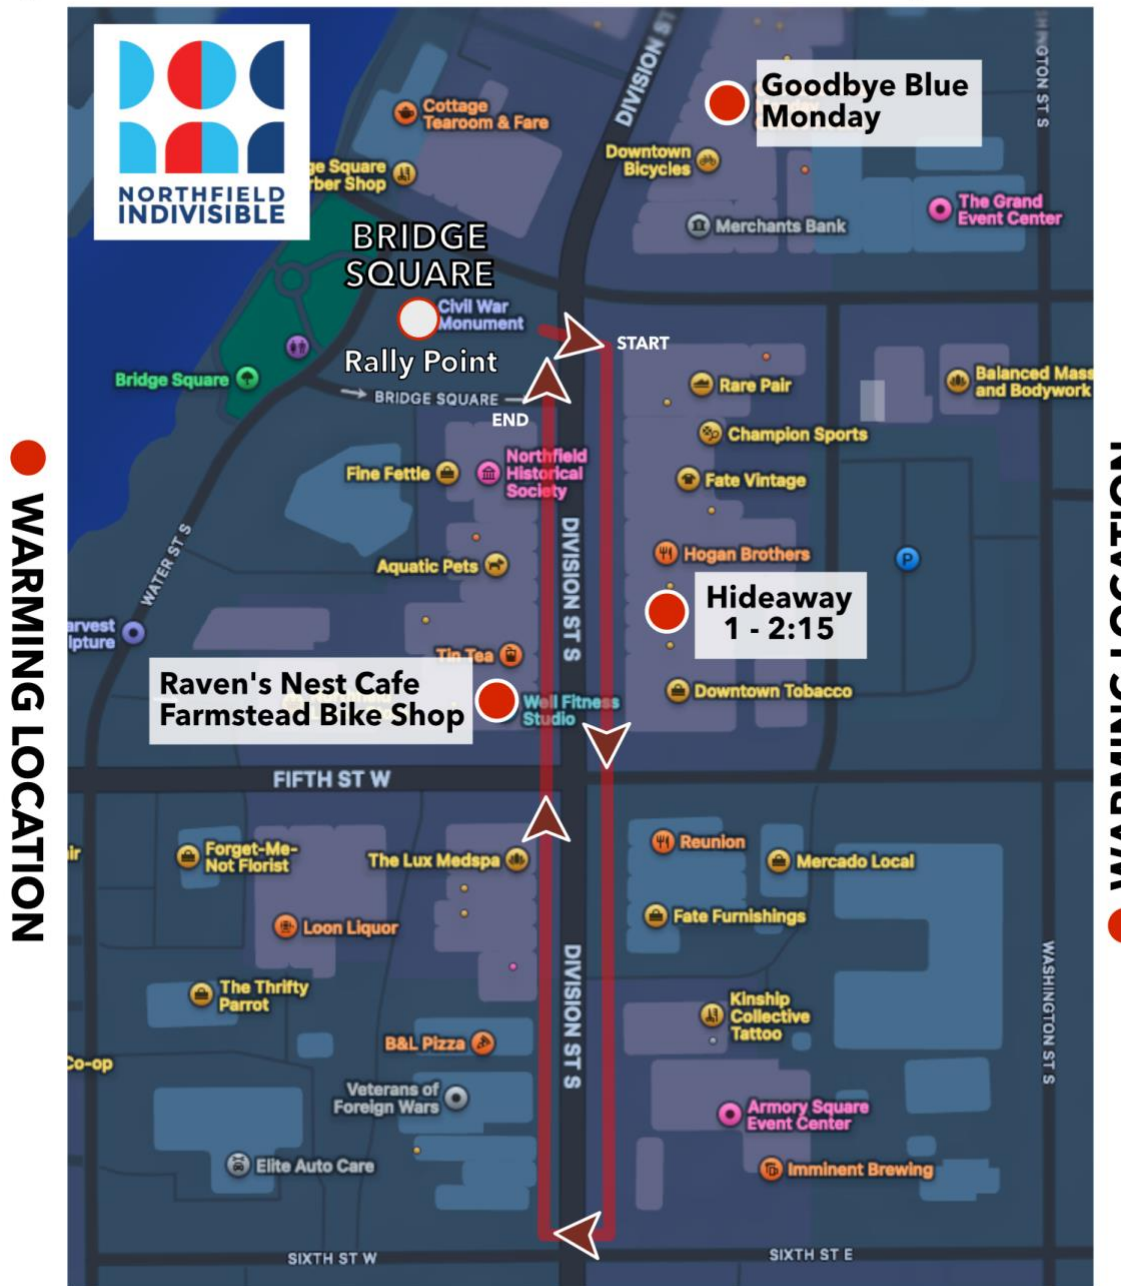 NORTHFIELD
INDIVISIBLE
DIVISION ST
Goodbye Blue
Monday
Cottage
Tearoom & Fare
Downtown
Bicycles
ge Square
rber Shop
The Grand
Event Center
Merchants Bank
BRIDGE
SQUARE
Civil War
Monument
START
Rally Point
Bridge Square
BRIDGE SQUARE
END
Rare Pair
Balanced Mass
and Bodywork
Champion Sports
Northfield
Historical
Society
Fine Fettle
Fate Vintage
DIVISION ST S
WATER ST S
Hogan Brothers
P
Aquatic Pets
Hideaway
1 - 2:15
arvest
lpture
Tin Tea
Raven's Nest Cafe
Farmstead Bike Shop
Well Fitness
Studio
Downtown Tobacco
WARMING LOCATION
FIFTH ST W
Reunion
Forget-Me-
Not Florist
The Lux Medspa
Mercado Local
air
Fate Furnishings
Loon Liquor
DIVISION ST S
WASHINGTON ST S
The Thrifty
Parrot
Kinship
Collective
Tattoo
B&L Pizza
Co-op
Veterans of
Foreign Wars
Armory Square
Event Center
Elite Auto Care
Imminent Brewing
SIXTH ST W
SIXTH ST E